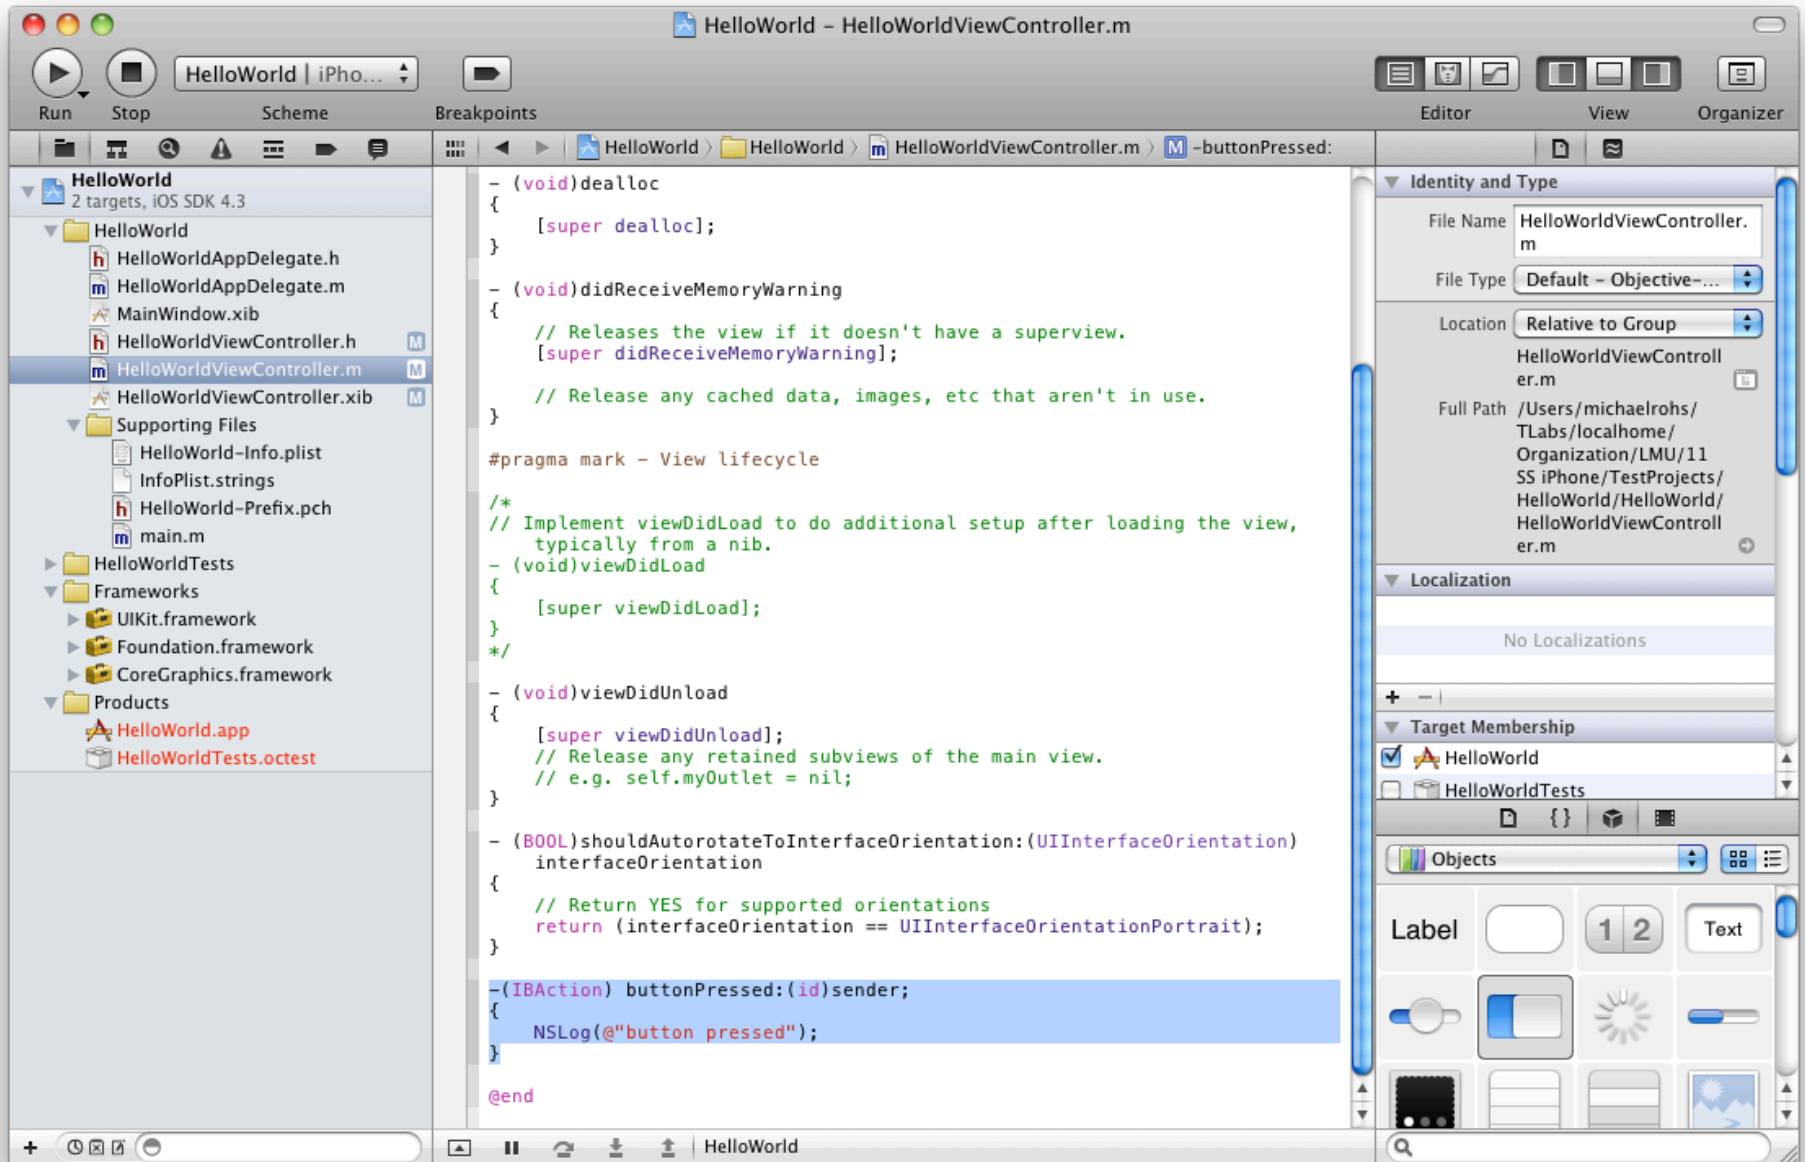 HelloWorld – HelloWorldViewController.m
HelloWorld | iPho...
Run
Stop
Scheme
Breakpoints
Editor
View
Organizer
HelloWorld
HelloWorld
HelloWorldViewController.m
M
-buttonPressed:
HelloWorld
2 targets, iOS SDK 4.3
HelloWorld
h HelloWorldAppDelegate.h
m HelloWorldAppDelegate.m
MainWindow.xib
h HelloWorldViewController.h M
m HelloWorldViewController.m M
HelloWorldViewController.xib M
Supporting Files
HelloWorld-Info.plist
InfoPlist.strings
h HelloWorld-Prefix.pch
m main.m
HelloWorldTests
Frameworks
UIKit.framework
Foundation.framework
CoreGraphics.framework
Products
HelloWorld.app
HelloWorldTests.octest
- (void)dealloc
{
[super dealloc];
}
- (void)didReceiveMemoryWarning
{
// Releases the view if it doesn't have a superview.
[super didReceiveMemoryWarning];
// Release any cached data, images, etc that aren't in use.
}
#pragma mark - View lifecycle
/*
// Implement viewDidLoad to do additional setup after loading the view,
typically from a nib.
- (void)viewDidLoad
{
[super viewDidLoad];
}
*/
- (void)viewDidUnload
{
[super viewDidUnload];
// Release any retained subviews of the main view.
// e.g. self.myOutlet = nil;
}
- (BOOL)shouldAutorotateToInterfaceOrientation:(UIInterfaceOrientation)
interfaceOrientation
{
// Return YES for supported orientations
return (interfaceOrientation == UIInterfaceOrientationPortrait);
}
-(IBAction) buttonPressed:(id)sender;
{
NSLog(@"button pressed");
}
@end
HelloWorld
Identity and Type
File Name HelloWorldViewController.
m
File Type Default - Objective-...
Location Relative to Group
HelloWorldViewControll
er.m
Full Path /Users/michaelrohs/
TLabs/localhome/
Organization/LMU/11
SS iPhone/TestProjects/
HelloWorld/HelloWorld/
HelloWorldViewControll
er.m
Localization
No Localizations
+ −
Target Membership
HelloWorld
HelloWorldTests
{}
Objects
Label
1 2
Text